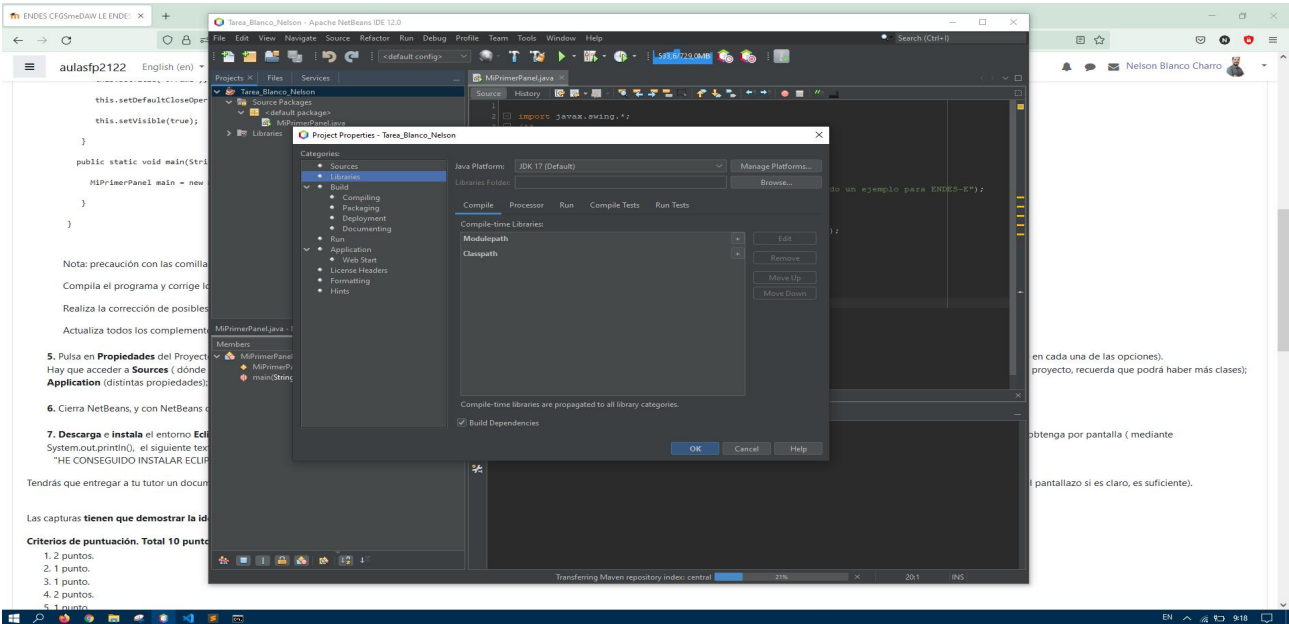 ENDES CFGSmeDAW LE ENDE:
aulasfp2122 English (en)
Nelson Blanco Charro
this.setDefaultCloseOper
this.setVisible(true);
}
public static void main(Stri
MiPrimerPanel main = new
}
}
Nota: precaución con las comilla
Compila el programa y corrige lo
Realiza la corrección de posibles
Actualiza todos los complemento
5. Pulsa en Propiedades del Proyect
en cada una de las opciones).
Hay que acceder a Sources ( dónde
proyecto, recuerda que podrá haber más clases);
Application (distintas propiedades);
6. Cierra NetBeans, y con NetBeans
7. Descarga e instala el entorno Ecli
obtenga por pantalla ( mediante
System.out.println(), el siguiente tex
"HE CONSEGUIDO INSTALAR ECLIP
Tendrás que entregar a tu tutor un docum
l pantallazo si es claro, es suficiente).
Las capturas tienen que demostrar la id
Criterios de puntuación. Total 10 punto
1. 2 puntos.
2. 1 punto.
3. 1 punto.
4. 2 puntos.
5. 1 punto
Tarea_Blanco_Nelson - Apache NetBeans IDE 12.0
File Edit View Navigate Source Refactor Run Debug Profile Team Tools Window Help
Search (Ctrl+I)
<default config>
533,6/729,0MB
Projects Files Services
MiPrimerPanel.java
Source History
Tarea_Blanco_Nelson
Source Packages
<default package>
MiPrimerPanel.java
Libraries
1
2 import javax.swing.*;
do un ejemplo para ENDES-E");
);
Project Properties - Tarea_Blanco_Nelson
Categories:
Sources
Libraries
Build
Compiling
Packaging
Deployment
Documenting
Run
Application
Web Start
License Headers
Formatting
Hints
Java Platform: JDK 17 (Default) Manage Platforms...
Libraries Folder: Browse...
Compile Processor Run Compile Tests Run Tests
Compile-time Libraries:
Modulepath
Classpath
Edit
Remove
Move Up
Move Down
Compile-time libraries are propagated to all library categories.
Build Dependencies
OK Cancel Help
MiPrimerPanel.java -
Members
MiPrimerPanel
MiPrimerPa
main(String
Transferring Maven repository index: central 21% 20:1 INS
EN 9:18